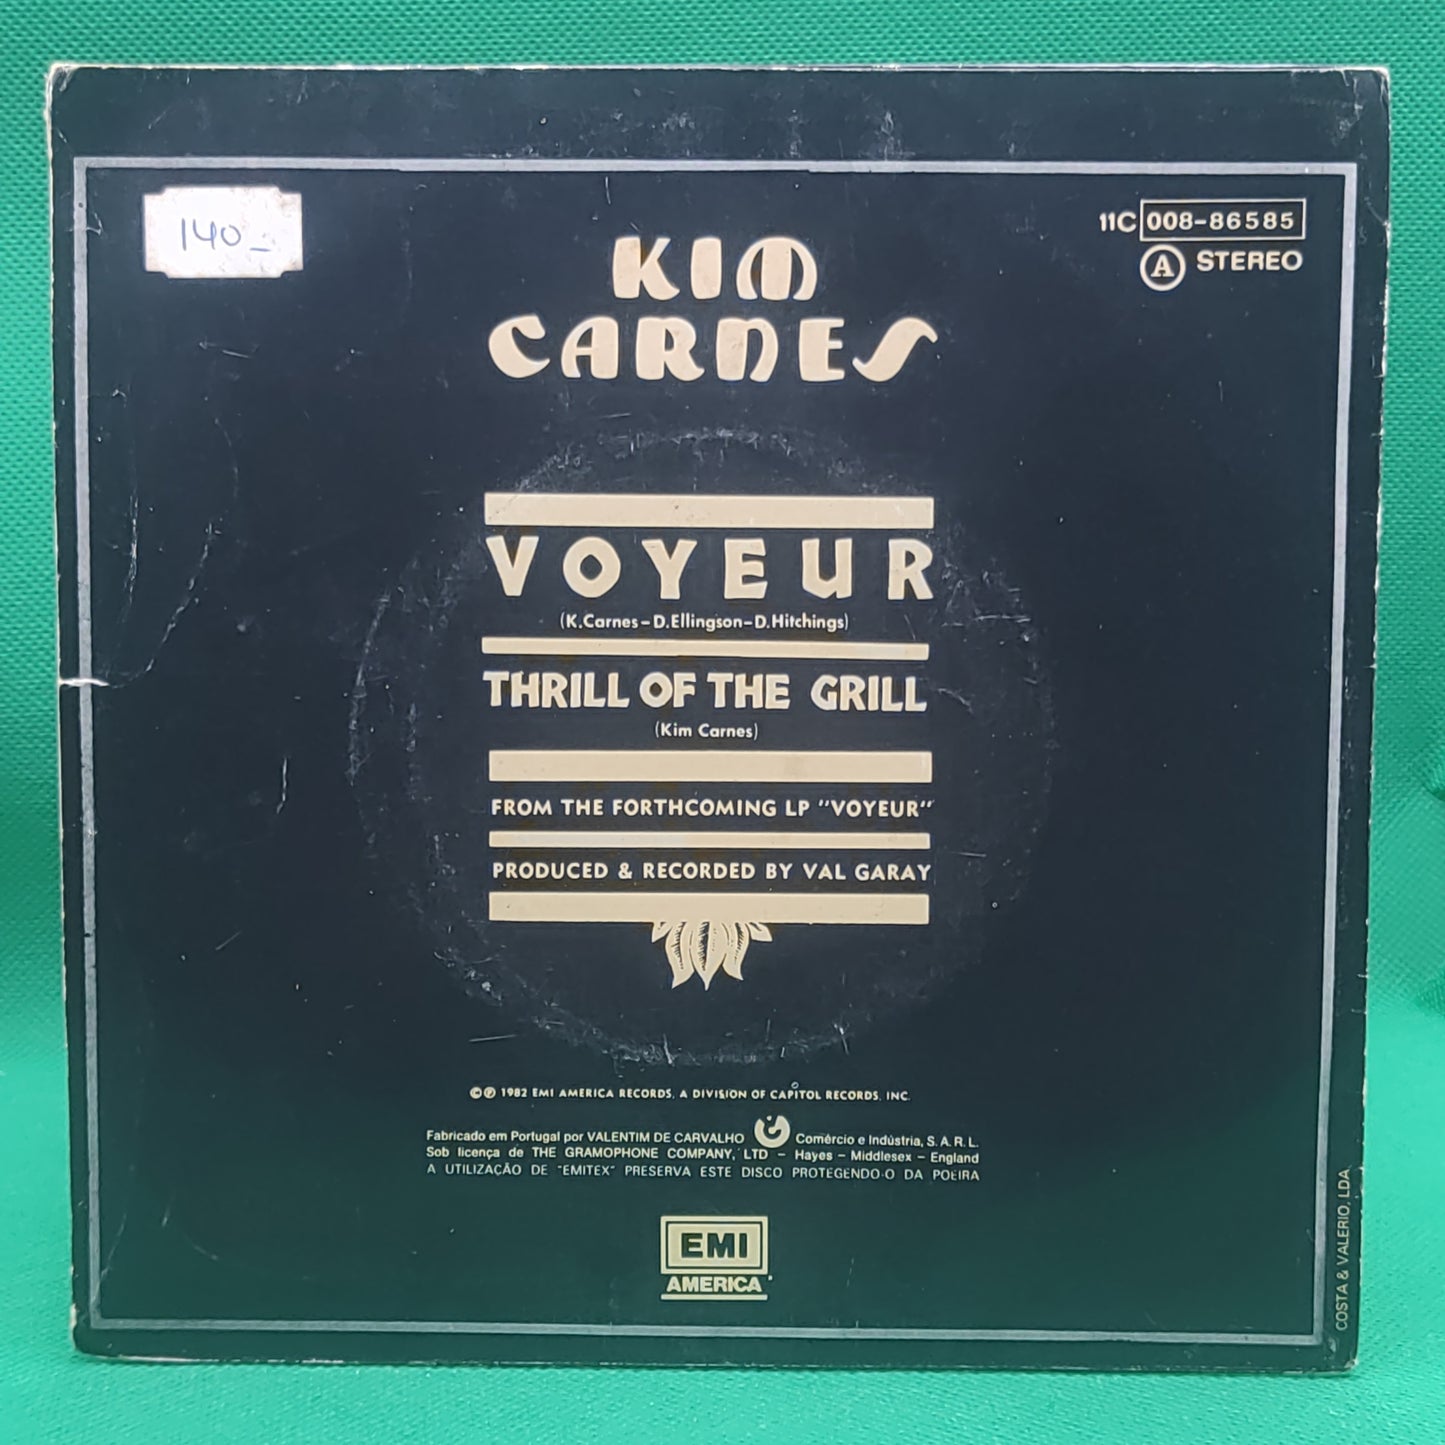 140_
11C 008-86585
A STEREO
KIM
CARNES
VOYEUR
(K.Carnes-D.Ellingson-D.Hitchings)
THRILL OF THE GRILL
(Kim Carnes)
FROM THE FORTHCOMING LP "VOYEUR"
PRODUCED & RECORDED BY VAL GARAY
©℗ 1982 EMI AMERICA RECORDS, A DIVISION OF CAPITOL RECORDS, INC.
Fabricado em Portugal por VALENTIM DE CARVALHO Comércio e Indústria, S.A.R.L.
Sob licença de THE GRAMOPHONE COMPANY, LTD - Hayes - Middlesex - England
A UTILIZAÇÃO DE "EMITEX" PRESERVA ESTE DISCO PROTEGENDO-O DA POEIRA
EMI
AMERICA
COSTA & VALERIO, LDA.